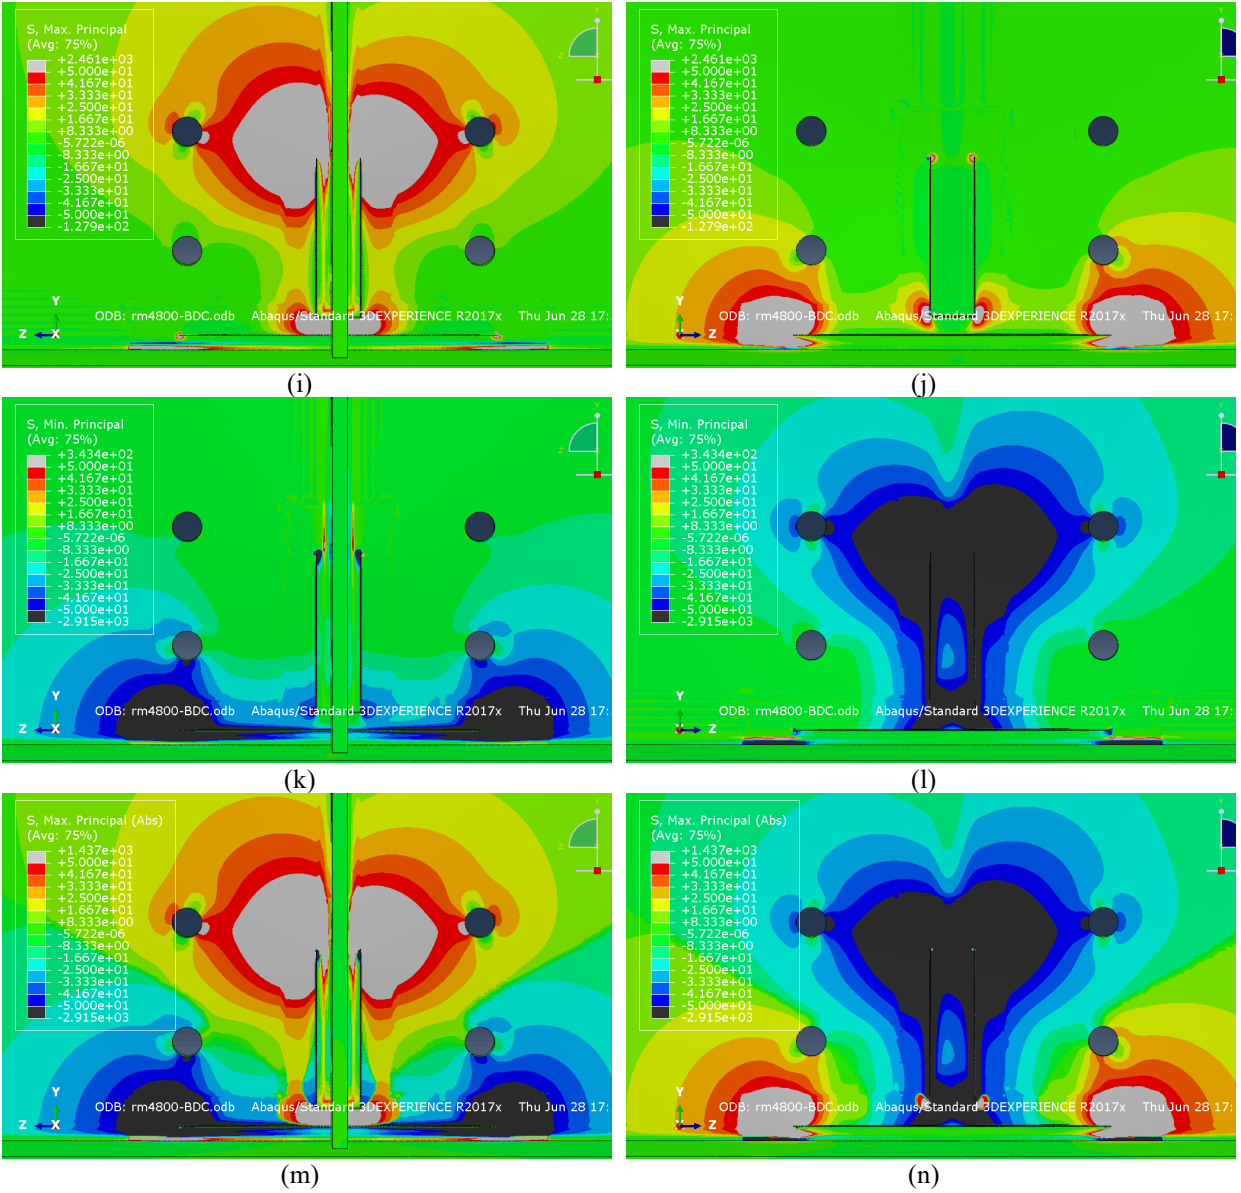 S, Max. Principal
(Avg: 75%)
+2.461e+03
+5.000e+01
+4.167e+01
+3.333e+01
+2.500e+01
+1.667e+01
+8.333e+00
-5.722e-06
-8.333e+00
-1.667e+01
-2.500e+01
-3.333e+01
-4.167e+01
-5.000e+01
-1.279e+02
Y
Z X
ODB: rm4800-BDC.odb Abaqus/Standard 3DEXPERIENCE R2017x Thu Jun 28 17:
(i)
S, Max. Principal
(Avg: 75%)
+2.461e+03
+5.000e+01
+4.167e+01
+3.333e+01
+2.500e+01
+1.667e+01
+8.333e+00
-5.722e-06
-8.333e+00
-1.667e+01
-2.500e+01
-3.333e+01
-4.167e+01
-5.000e+01
-1.279e+02
Y
Z
ODB: rm4800-BDC.odb Abaqus/Standard 3DEXPERIENCE R2017x Thu Jun 28 17:
(j)
S, Min. Principal
(Avg: 75%)
+3.434e+02
+5.000e+01
+4.167e+01
+3.333e+01
+2.500e+01
+1.667e+01
+8.333e+00
-5.722e-06
-8.333e+00
-1.667e+01
-2.500e+01
-3.333e+01
-4.167e+01
-5.000e+01
-2.915e+03
Y
Z X
ODB: rm4800-BDC.odb Abaqus/Standard 3DEXPERIENCE R2017x Thu Jun 28 17:
(k)
S, Min. Principal
(Avg: 75%)
+3.434e+02
+5.000e+01
+4.167e+01
+3.333e+01
+2.500e+01
+1.667e+01
+8.333e+00
-5.722e-06
-8.333e+00
-1.667e+01
-2.500e+01
-3.333e+01
-4.167e+01
-5.000e+01
-2.915e+03
Y
Z
ODB: rm4800-BDC.odb Abaqus/Standard 3DEXPERIENCE R2017x Thu Jun 28 17:
(l)
S, Max. Principal (Abs)
(Avg: 75%)
+1.437e+03
+5.000e+01
+4.167e+01
+3.333e+01
+2.500e+01
+1.667e+01
+8.333e+00
-5.722e-06
-8.333e+00
-1.667e+01
-2.500e+01
-3.333e+01
-4.167e+01
-5.000e+01
-2.915e+03
Y
Z X
ODB: rm4800-BDC.odb Abaqus/Standard 3DEXPERIENCE R2017x Thu Jun 28 17:
(m)
S, Max. Principal (Abs)
(Avg: 75%)
+1.437e+03
+5.000e+01
+4.167e+01
+3.333e+01
+2.500e+01
+1.667e+01
+8.333e+00
-5.722e-06
-8.333e+00
-1.667e+01
-2.500e+01
-3.333e+01
-4.167e+01
-5.000e+01
-2.915e+03
Y
Z
ODB: rm4800-BDC.odb Abaqus/Standard 3DEXPERIENCE R2017x Thu Jun 28 17:
(n)